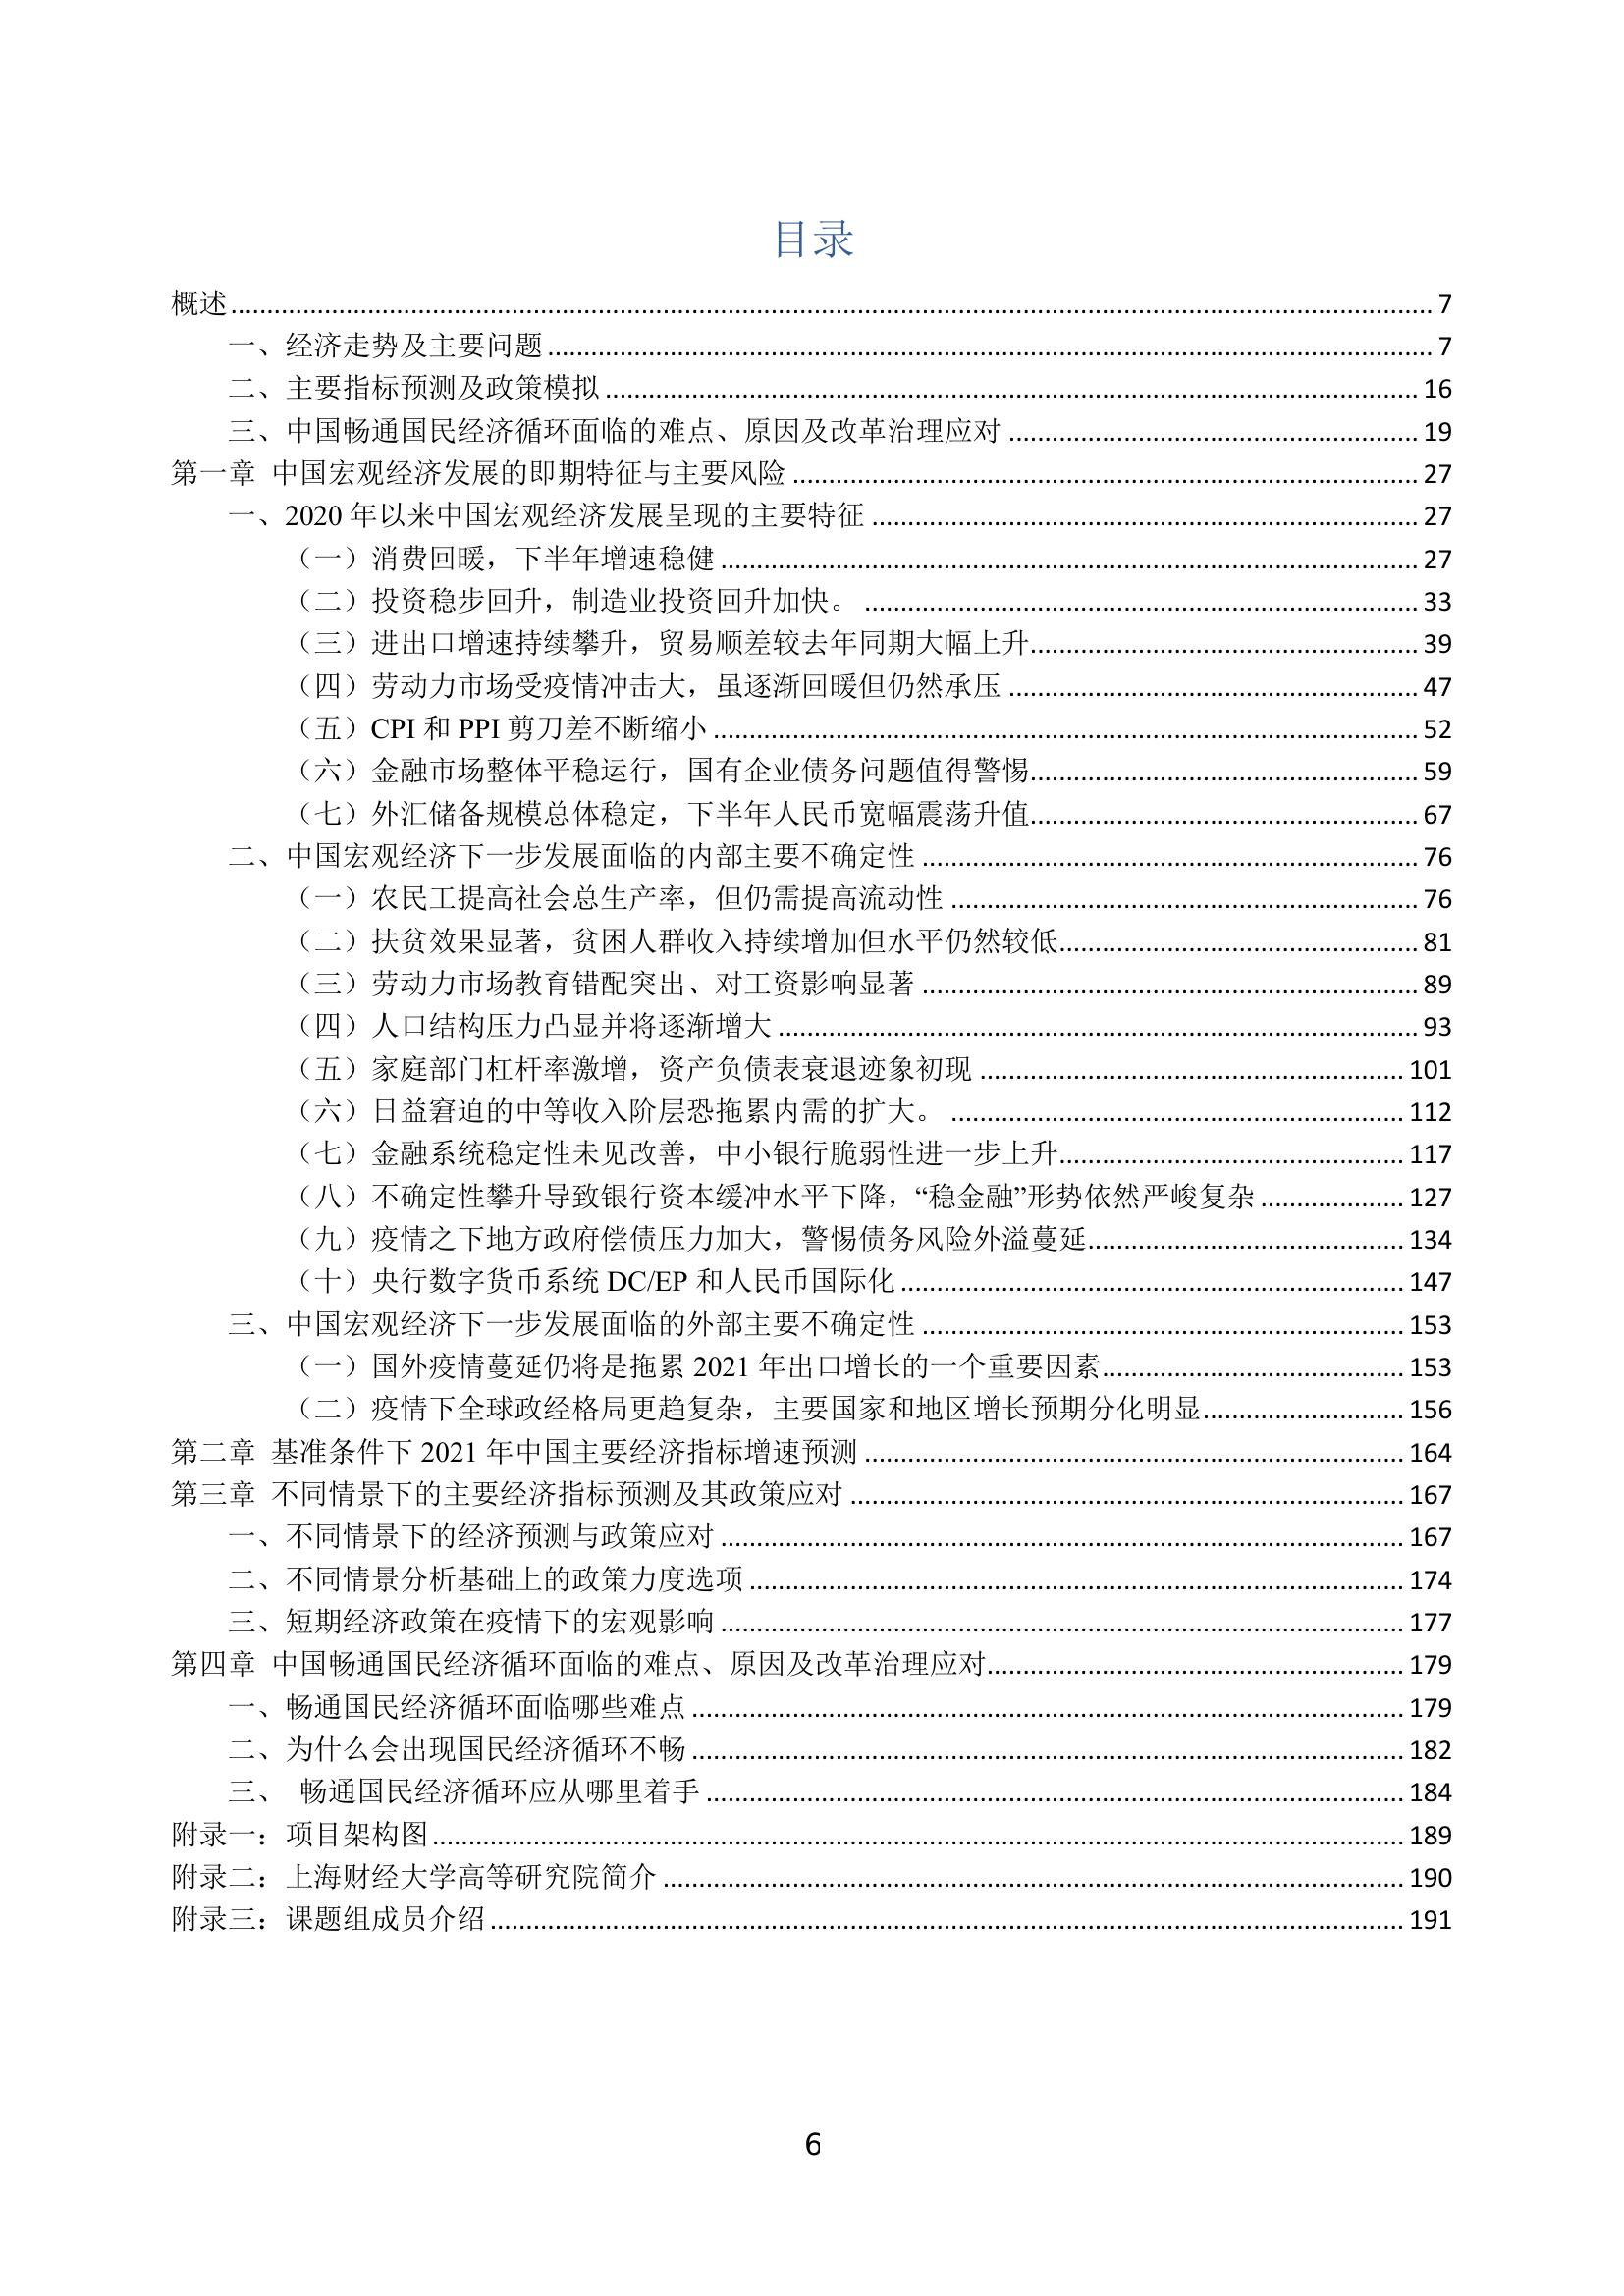 目录
概述 7
一、经济走势及主要问题 7
二、主要指标预测及政策模拟 16
三、中国畅通国民经济循环面临的难点、原因及改革治理应对 19
第一章 中国宏观经济发展的即期特征与主要风险 27
一、2020 年以来中国宏观经济发展呈现的主要特征 27
（一）消费回暖，下半年增速稳健 27
（二）投资稳步回升，制造业投资回升加快。 33
（三）进出口增速持续攀升，贸易顺差较去年同期大幅上升 39
（四）劳动力市场受疫情冲击大，虽逐渐回暖但仍然承压 47
（五）CPI 和 PPI 剪刀差不断缩小 52
（六）金融市场整体平稳运行，国有企业债务问题值得警惕 59
（七）外汇储备规模总体稳定，下半年人民币宽幅震荡升值 67
二、中国宏观经济下一步发展面临的内部主要不确定性 76
（一）农民工提高社会总生产率，但仍需提高流动性 76
（二）扶贫效果显著，贫困人群收入持续增加但水平仍然较低 81
（三）劳动力市场教育错配突出、对工资影响显著 89
（四）人口结构压力凸显并将逐渐增大 93
（五）家庭部门杠杆率激增，资产负债表衰退迹象初现 101
（六）日益窘迫的中等收入阶层恐拖累内需的扩大。 112
（七）金融系统稳定性未见改善，中小银行脆弱性进一步上升 117
（八）不确定性攀升导致银行资本缓冲水平下降，“稳金融”形势依然严峻复杂 127
（九）疫情之下地方政府偿债压力加大，警惕债务风险外溢蔓延 134
（十）央行数字货币系统 DC/EP 和人民币国际化 147
三、中国宏观经济下一步发展面临的外部主要不确定性 153
（一）国外疫情蔓延仍将是拖累 2021 年出口增长的一个重要因素 153
（二）疫情下全球政经格局更趋复杂，主要国家和地区增长预期分化明显 156
第二章 基准条件下 2021 年中国主要经济指标增速预测 164
第三章 不同情景下的主要经济指标预测及其政策应对 167
一、不同情景下的经济预测与政策应对 167
二、不同情景分析基础上的政策力度选项 174
三、短期经济政策在疫情下的宏观影响 177
第四章 中国畅通国民经济循环面临的难点、原因及改革治理应对 179
一、畅通国民经济循环面临哪些难点 179
二、为什么会出现国民经济循环不畅 182
三、 畅通国民经济循环应从哪里着手 184
附录一：项目架构图 189
附录二：上海财经大学高等研究院简介 190
附录三：课题组成员介绍 191
6